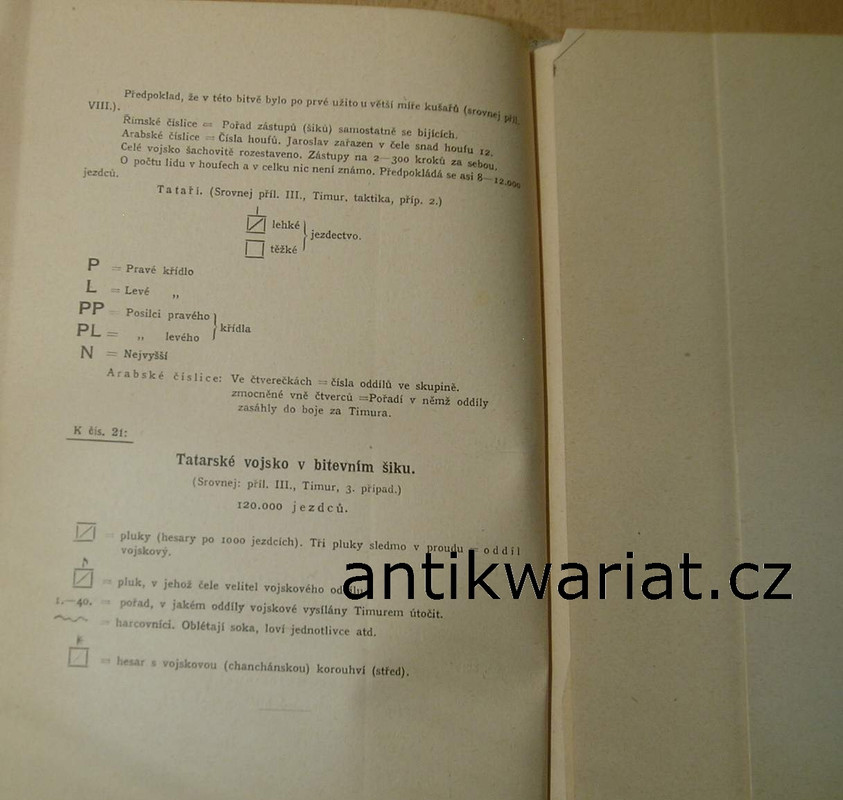 Předpoklad, že v této bitvě bylo po prvé užito u větší míře kušařů (srovnej příl.
VIII.).
Římské číslice = Pořad zástupů (šiků) samostatně se bijících.
Arabské číslice = Čísla houfů. Jaroslav zařazen v čele snad houfu 12.
Celé vojsko šachovitě rozestaveno. Zástupy na 2—300 kroků za sebou.
O počtu lidu v houfech a v celku nic není známo. Předpokládá se asi 8—12.000
jezdců.
Tataři. (Srovnej příl. III., Timur. taktika, příp. 2.)
lehké
těžké
jezdectvo.
P = Pravé křídlo
L = Levé „
PP = Posilci pravého
PL = „ levého
křídla
N = Nejvyšší
Arabské číslice: Ve čtverečkách = čísla oddílů ve skupině.
zmocněné vně čtverců = Pořadí v němž oddíly
zasáhly do boje za Timura.
K čís. 21:
Tatarské vojsko v bitevním šiku.
(Srovnej: příl. III., Timur, 3. případ.)
120.000 jezdců.
= pluky (hesary po 1000 jezdcích). Tři pluky sledmo v proudu = oddíl
vojskový.
= pluk, v jehož čele velitel vojskového
1.—40. = pořad, v jakém oddíly vojskové vysílány Timurem útočit.
= harcovníci. Oblétají soka, loví jednotlivce atd.
= hesar s vojskovou (chanchánskou) korouhví (střed).
antikwariat.cz